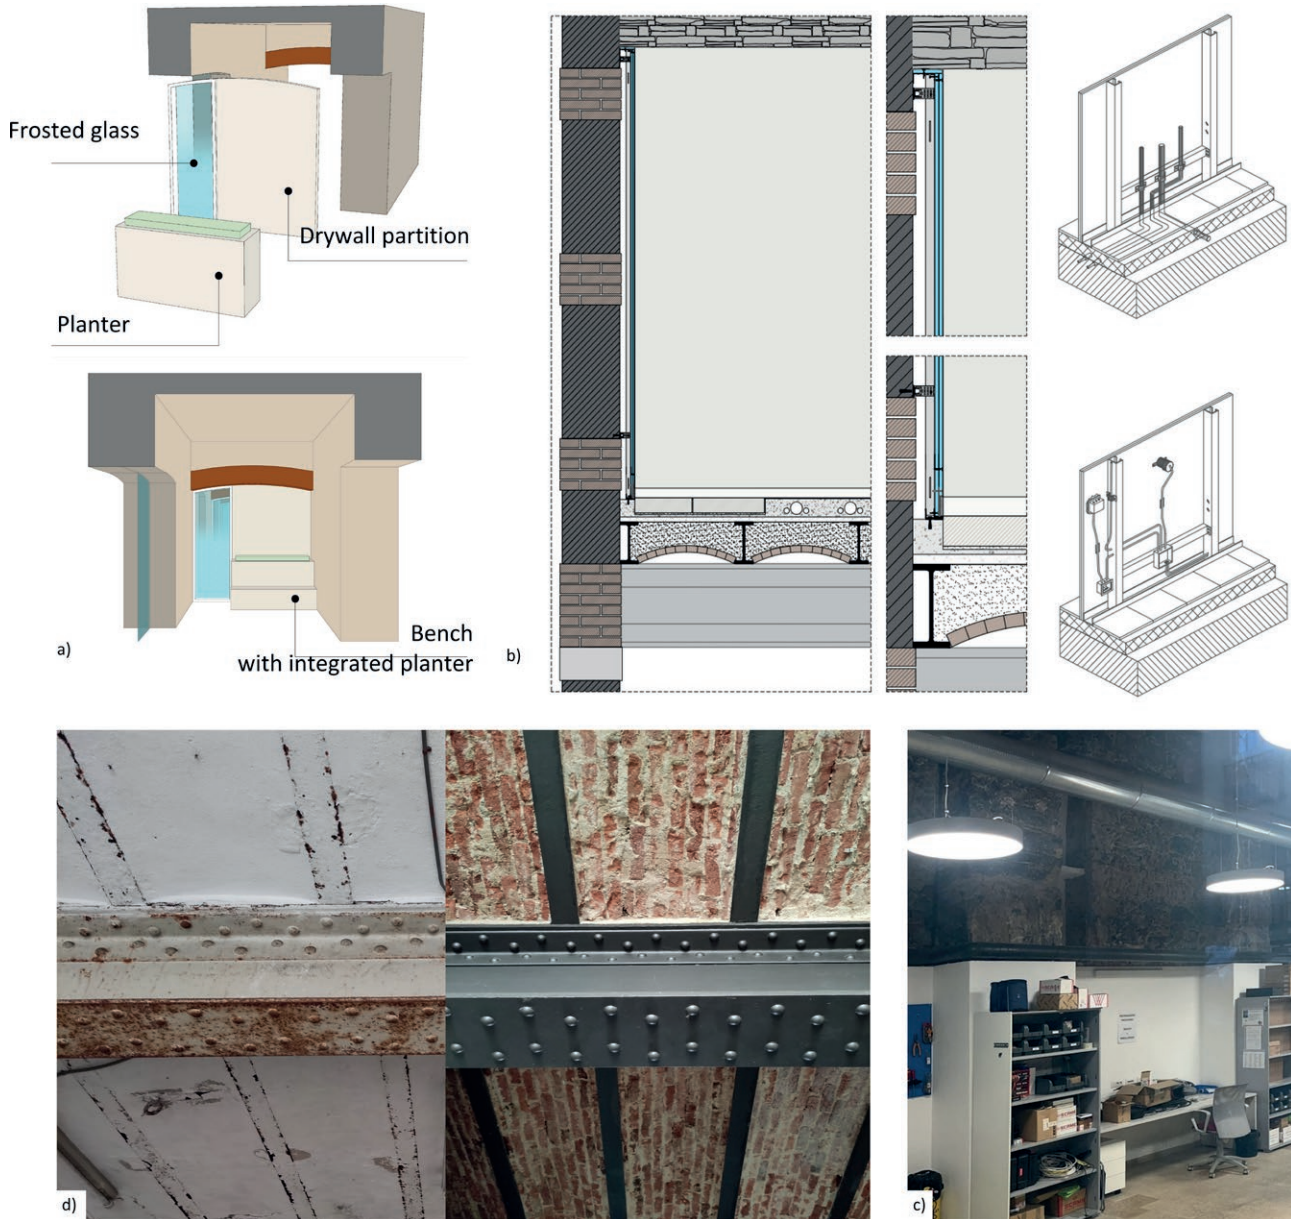 Frosted glass
Drywall partition
Planter
Bench
with integrated planter
a)
b)
d)
c)